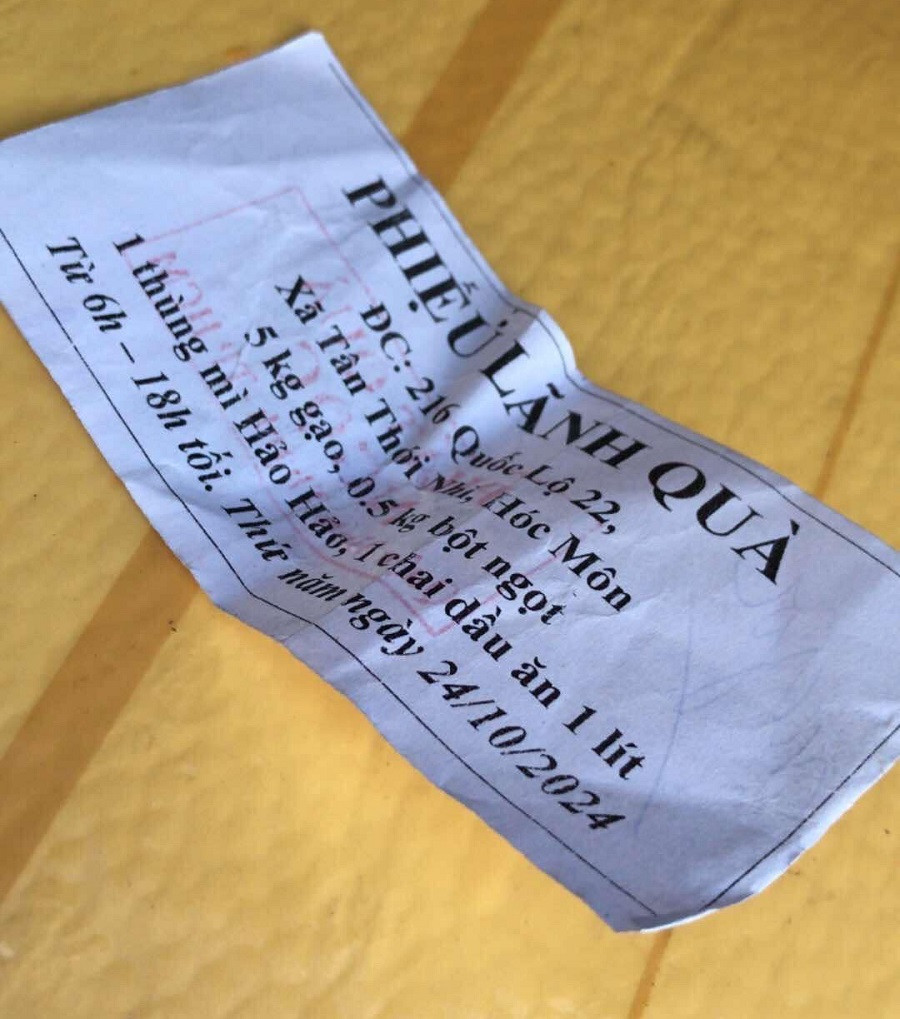 PHIẾU LÃNH QUÀ
ĐC: 216 Quốc Lộ 22,
Xã Tân Thới Nhì, Hóc Môn
5 kg gạo, 0.5 kg bột ngọt
1 thùng mì Hảo Hảo, 1 chai dầu ăn 1 lít
Từ 6h – 18h tối. Thứ năm ngày 24/10/2024